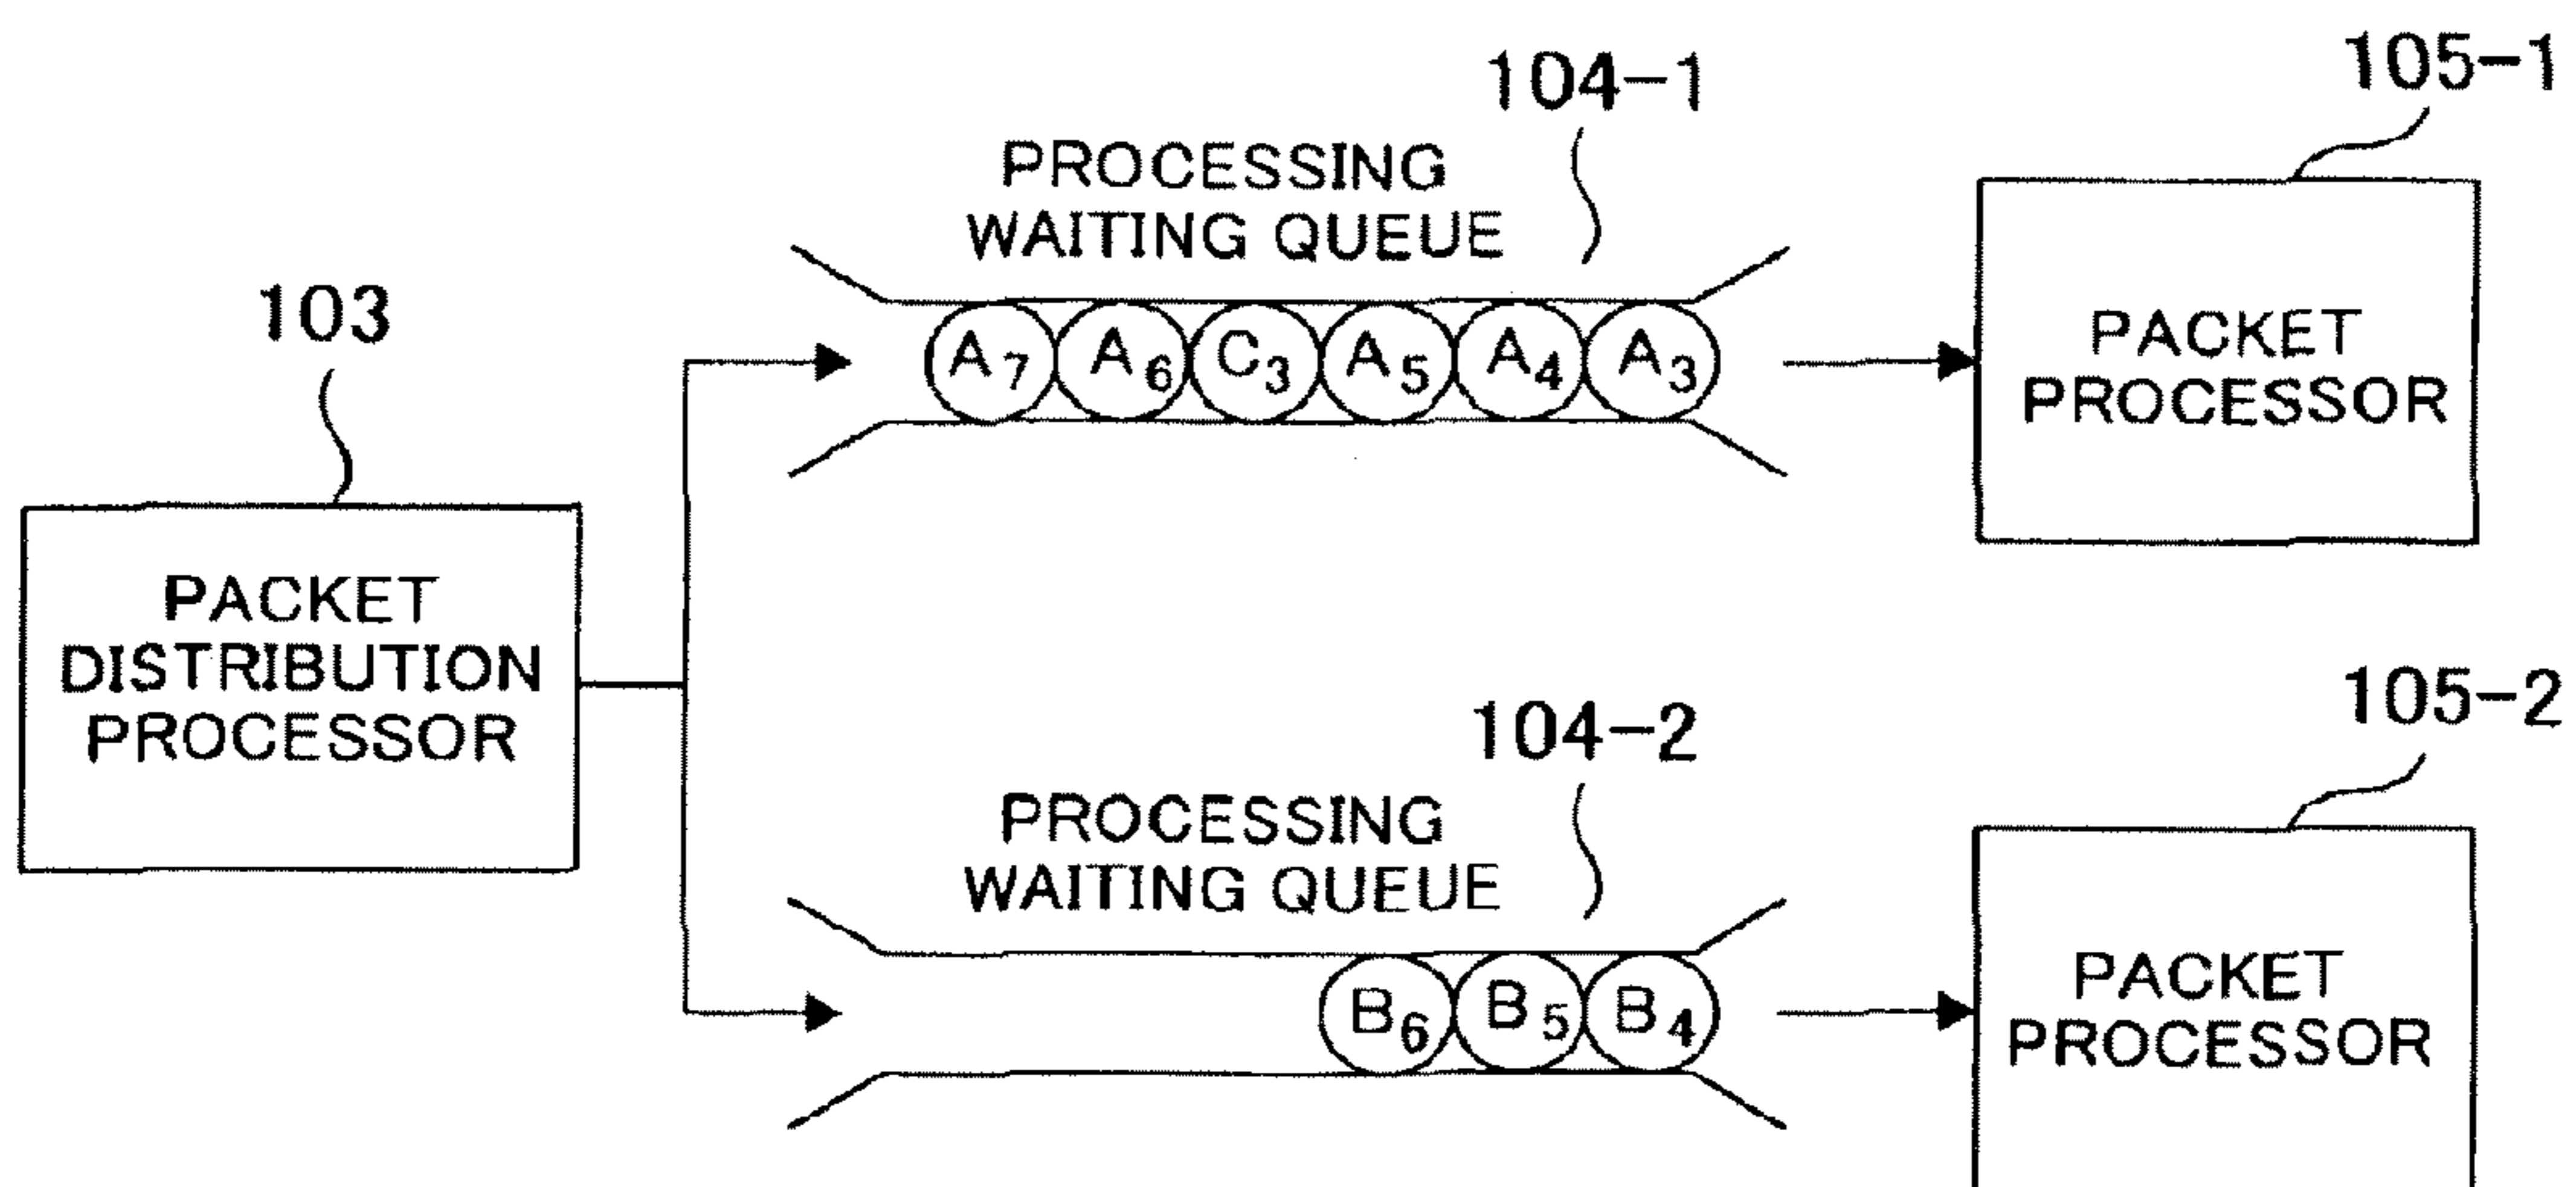 104-1
105-1
PROCESSING
WAITING QUEUE
103
A7 A6 C3 A5 A4 A3
PACKET
PROCESSOR
PACKET
DISTRIBUTION
PROCESSOR
104-2
105-2
PROCESSING
WAITING QUEUE
B6 B5 B4
PACKET
PROCESSOR